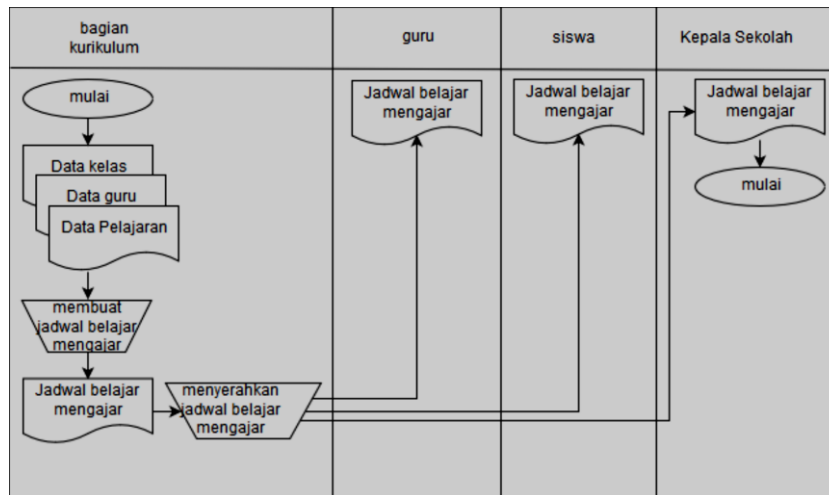 bagian
kurikulum
guru
siswa
Kepala Sekolah
mulai
Data kelas
Data guru
Data Pelajaran
membuat
jadwal belajar
mengajar
Jadwal belajar
mengajar
menyerahkan
jadwal belajar
mengajar
Jadwal belajar
mengajar
Jadwal belajar
mengajar
Jadwal belajar
mengajar
mulai